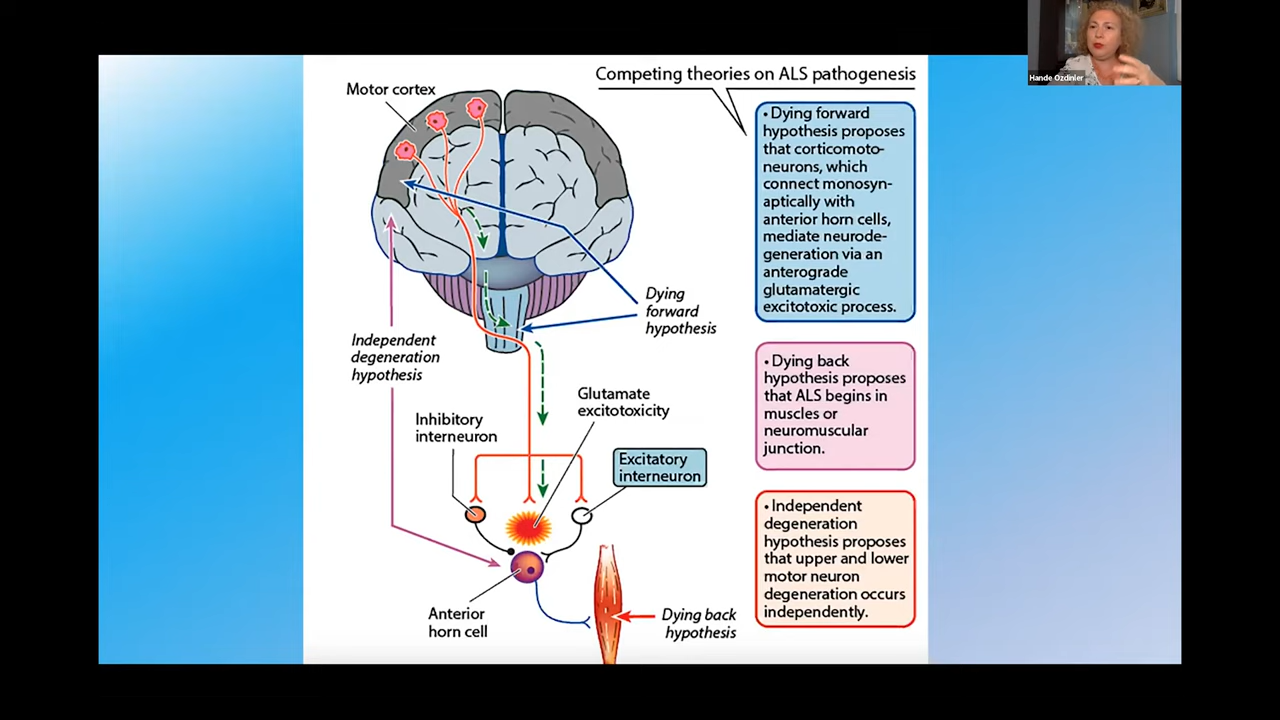 Hande Ozdinler
Competing theories on ALS pathogenesis
Motor cortex
• Dying forward
hypothesis proposes
that corticomoto-
neurons, which
connect monosyn-
aptically with
anterior horn cells,
mediate neurode-
generation via an
anterograde
glutamatergic
excitotoxic process.
Dying
forward
hypothesis
Independent
degeneration
hypothesis
• Dying back
hypothesis proposes
that ALS begins in
muscles or
neuromuscular
junction.
Glutamate
excitotoxicity
Inhibitory
interneuron
Excitatory
interneuron
• Independent
degeneration
hypothesis proposes
that upper and lower
motor neuron
degeneration occurs
independently.
Anterior
horn cell
Dying back
hypothesis